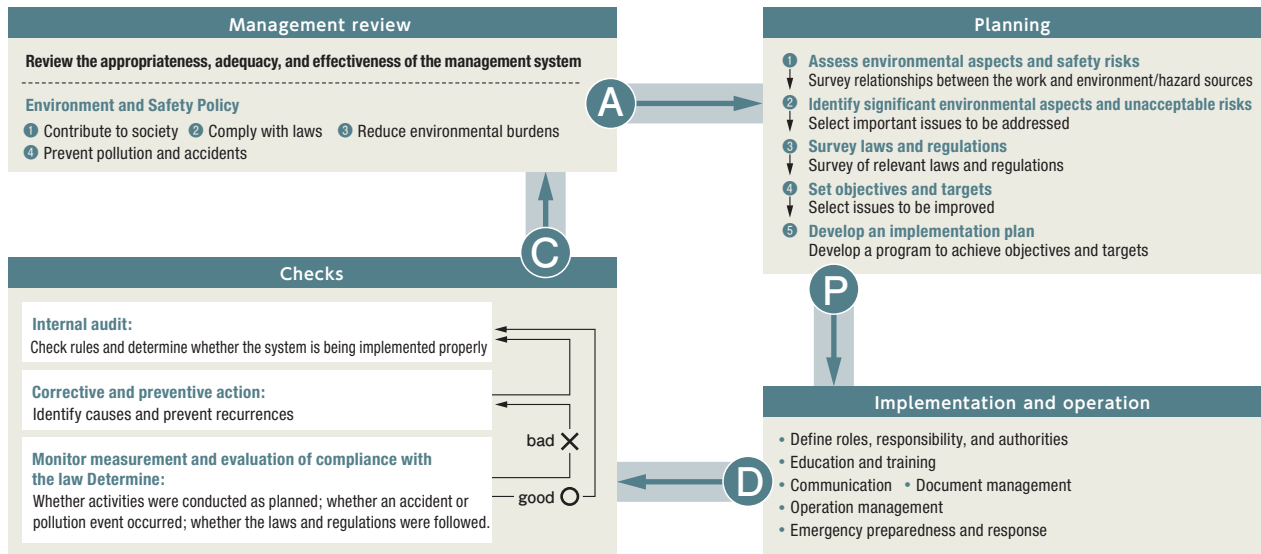 Management review
Review the appropriateness, adequacy, and effectiveness of the management system
Environment and Safety Policy
1 Contribute to society 2 Comply with laws 3 Reduce environmental burdens
4 Prevent pollution and accidents
A
Planning
1 Assess environmental aspects and safety risks
Survey relationships between the work and environment/hazard sources
2 Identify significant environmental aspects and unacceptable risks
Select important issues to be addressed
3 Survey laws and regulations
Survey of relevant laws and regulations
4 Set objectives and targets
Select issues to be improved
5 Develop an implementation plan
Develop a program to achieve objectives and targets
P
Implementation and operation
• Define roles, responsibility, and authorities
• Education and training
• Communication • Document management
• Operation management
• Emergency preparedness and response
D
Checks
Internal audit:
Check rules and determine whether the system is being implemented properly
Corrective and preventive action:
Identify causes and prevent recurrences
bad
Monitor measurement and evaluation of compliance with
the law Determine:
Whether activities were conducted as planned; whether an accident or
pollution event occurred; whether the laws and regulations were followed.
good
C